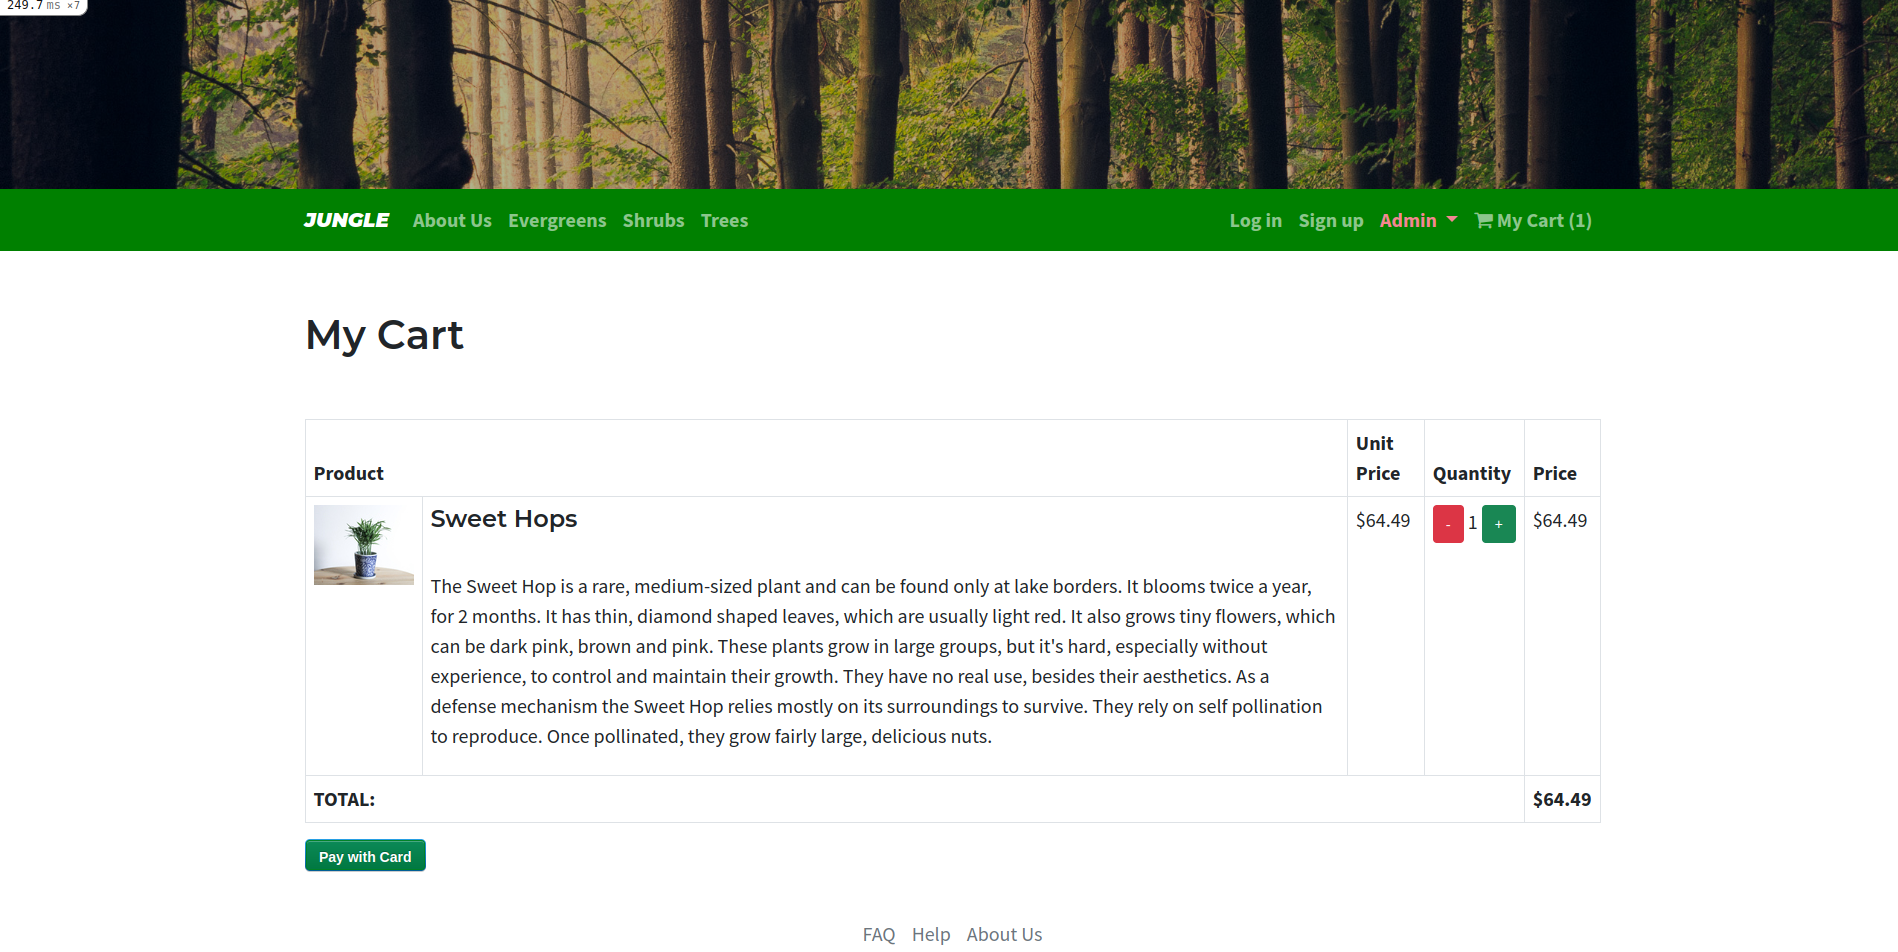 249.7 ms ×7
JUNGLE About Us Evergreens Shrubs Trees Log in Sign up Admin My Cart (1)
My Cart
Product Unit Price Quantity Price
Sweet Hops $64.49 - 1 + $64.49
The Sweet Hop is a rare, medium-sized plant and can be found only at lake borders. It blooms twice a year,
for 2 months. It has thin, diamond shaped leaves, which are usually light red. It also grows tiny flowers, which
can be dark pink, brown and pink. These plants grow in large groups, but it's hard, especially without
experience, to control and maintain their growth. They have no real use, besides their aesthetics. As a
defense mechanism the Sweet Hop relies mostly on its surroundings to survive. They rely on self pollination
to reproduce. Once pollinated, they grow fairly large, delicious nuts.
TOTAL: $64.49
Pay with Card
FAQ Help About Us